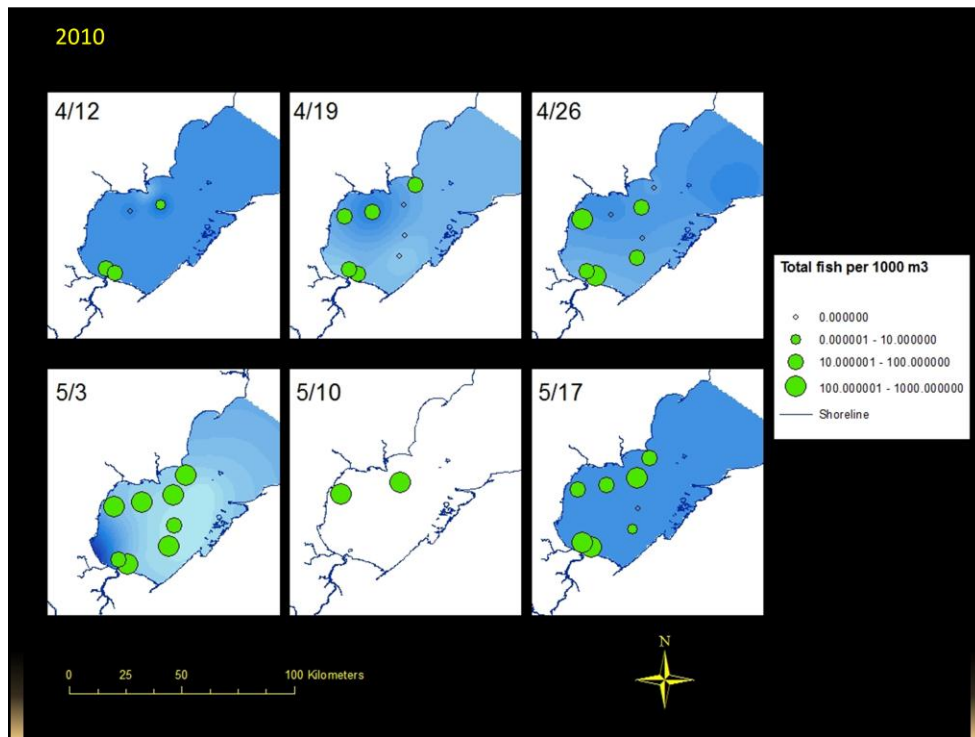 2010
4/12
4/19
4/26
5/3
5/10
5/17
Total fish per 1000 m3
0.000000
0.000001 - 10.000000
10.000001 - 100.000000
100.000001 - 1000.000000
Shoreline
0 25 50 100 Kilometers
N